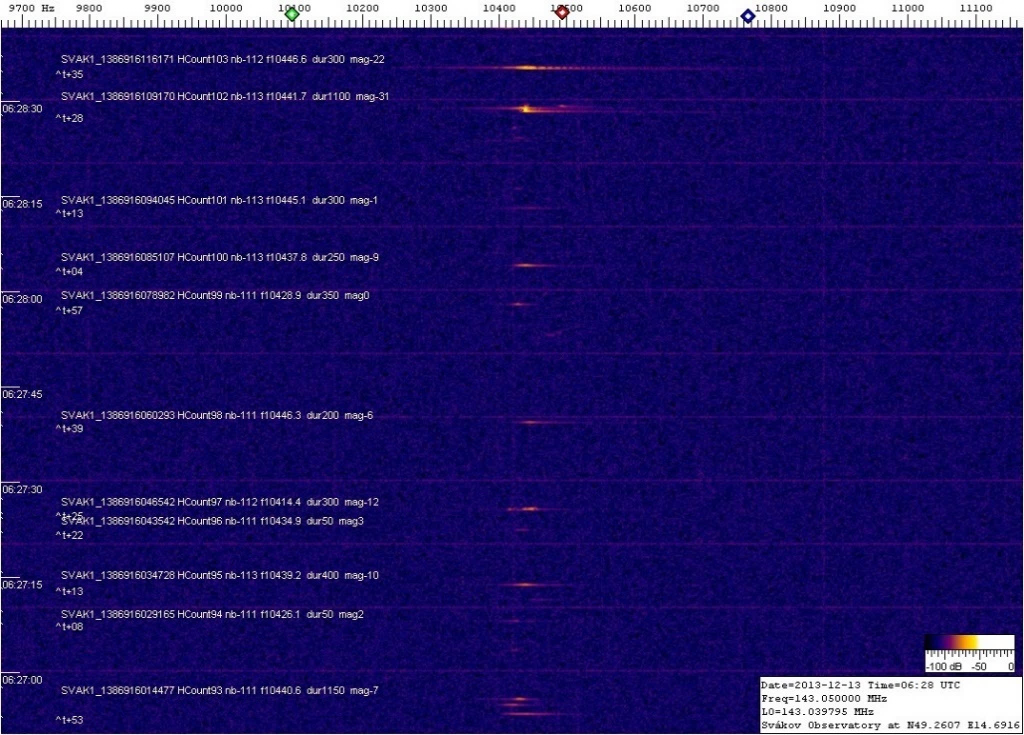 9700 Hz 9800 9900 10000 10100 10200 10300 10400 10500 10600 10700 10800 10900 11000 11100
SVAK1_1386916116171 HCount103 nb-112 f10446.6 dur300 mag-22
^t+35
SVAK1_1386916109170 HCount102 nb-113 f10441.7 dur1100 mag-31
06:28:30
^t+28
SVAK1_1386916094045 HCount101 nb-113 f10445.1 dur300 mag-1
06:28:15
^t+13
SVAK1_1386916085107 HCount100 nb-113 f10437.8 dur250 mag-9
^t+04
SVAK1_1386916078982 HCount99 nb-111 f10428.9 dur350 mag0
06:28:00
^t+57
06:27:45
SVAK1_1386916060293 HCount98 nb-111 f10446.3 dur200 mag-6
^t+39
06:27:30
SVAK1_1386916046542 HCount97 nb-112 f10414.4 dur300 mag-12
^t+25
SVAK1_1386916043542 HCount96 nb-111 f10434.9 dur50 mag3
^t+22
SVAK1_1386916034728 HCount95 nb-113 f10439.2 dur400 mag-10
06:27:15
^t+13
SVAK1_1386916029165 HCount94 nb-111 f10426.1 dur50 mag2
^t+08
-100 dB -50 0
06:27:00
SVAK1_1386916014477 HCount93 nb-111 f10440.6 dur1150 mag-7
^t+53
Date=2013-12-13 Time=06:28 UTC
Freq=143.050000 MHz
L0=143.039795 MHz
Svákov Observatory at N49.2607 E14.6916